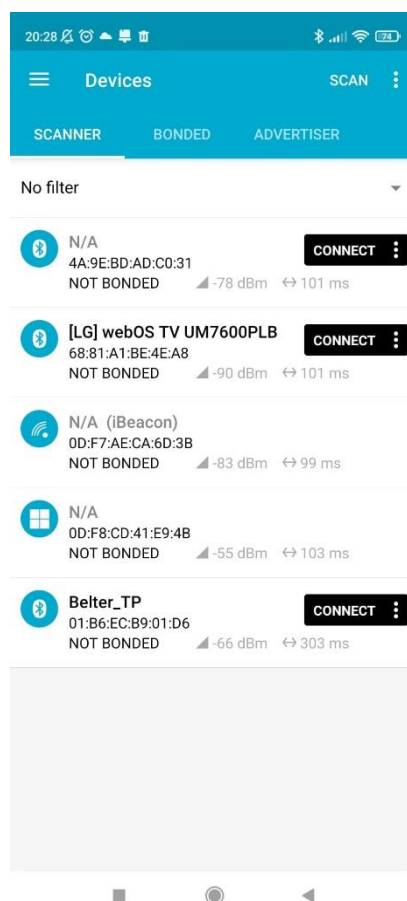 20:28 74
Devices SCAN
SCANNER BONDED ADVERTISER
No filter
N/A CONNECT
4A:9E:BD:AD:C0:31
NOT BONDED -78 dBm 101 ms
[LG] webOS TV UM7600PLB CONNECT
68:81:A1:BE:4E:A8
NOT BONDED -90 dBm 101 ms
N/A (iBeacon)
0D:F7:AE:CA:6D:3B
NOT BONDED -83 dBm 99 ms
N/A
0D:F8:CD:41:E9:4B
NOT BONDED -55 dBm 103 ms
Belter_TP CONNECT
01:B6:EC:B9:01:D6
NOT BONDED -66 dBm 303 ms